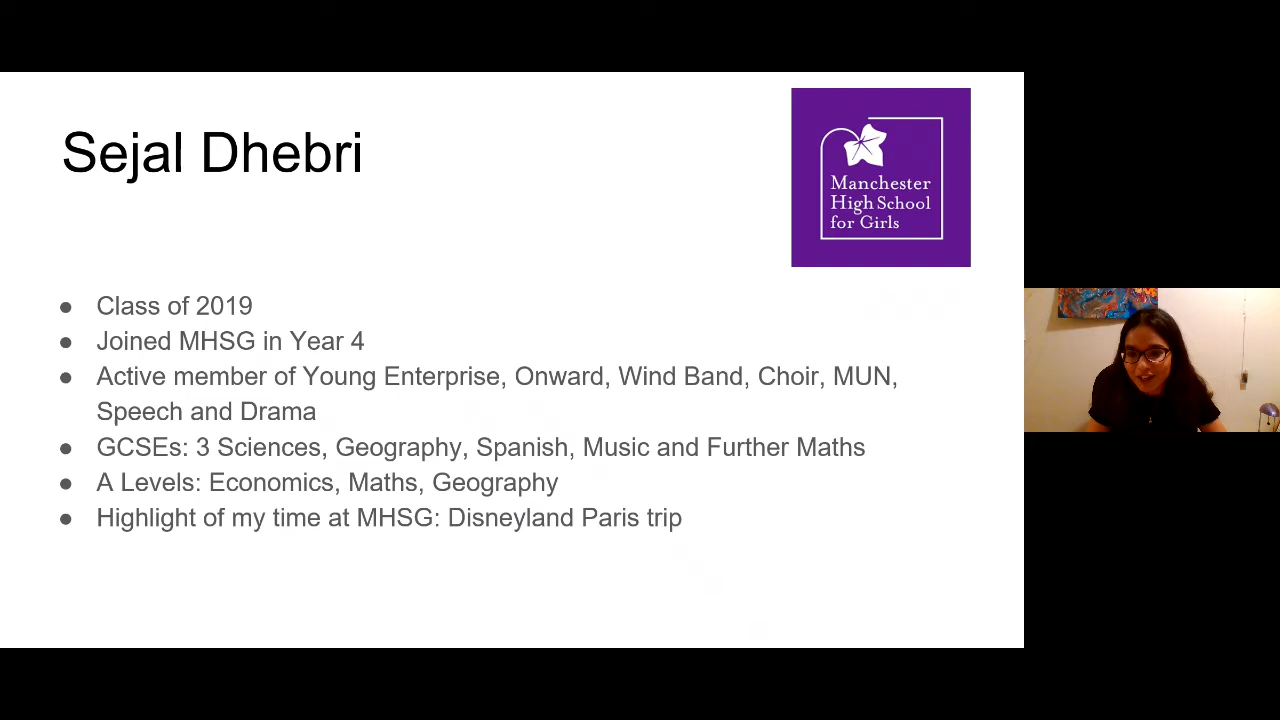 Sejal Dhebri
Manchester
High School
for Girls
● Class of 2019
● Joined MHSG in Year 4
● Active member of Young Enterprise, Onward, Wind Band, Choir, MUN,
Speech and Drama
● GCSEs: 3 Sciences, Geography, Spanish, Music and Further Maths
● A Levels: Economics, Maths, Geography
● Highlight of my time at MHSG: Disneyland Paris trip